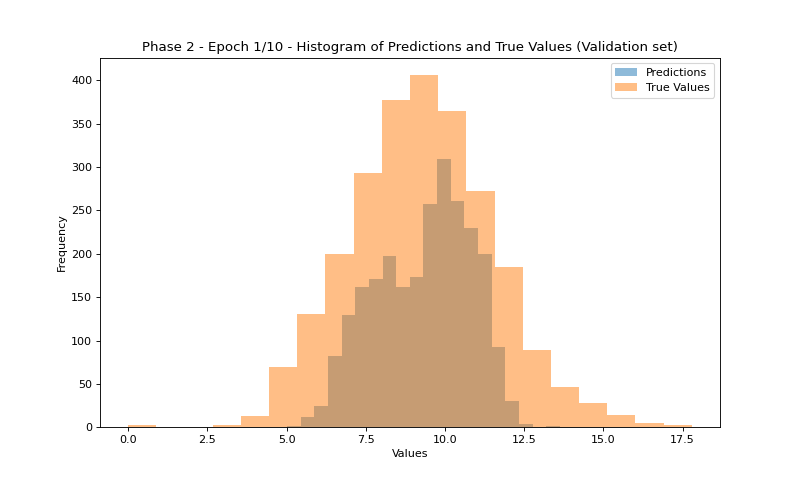 Phase 2 - Epoch 1/10 - Histogram of Predictions and True Values (Validation set)
Predictions
True Values
Frequency
400
350
300
250
200
150
100
50
0
0.0 2.5 5.0 7.5 10.0 12.5 15.0 17.5
Values